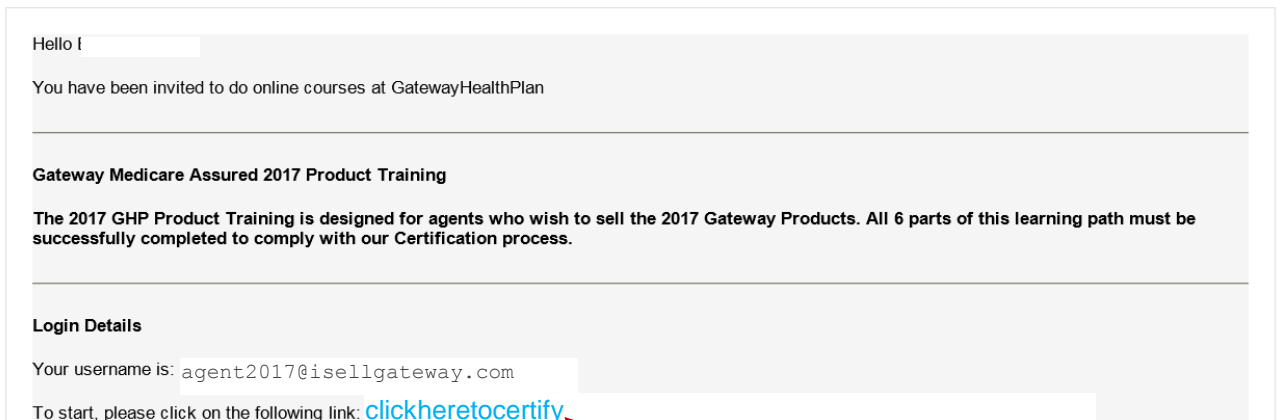 Hello
You have been invited to do online courses at GatewayHealthPlan
Gateway Medicare Assured 2017 Product Training
The 2017 GHP Product Training is designed for agents who wish to sell the 2017 Gateway Products. All 6 parts of this learning path must be
successfully completed to comply with our Certification process.
Login Details
Your username is: agent2017@isellgateway.com
To start, please click on the following link: clickheretocertify